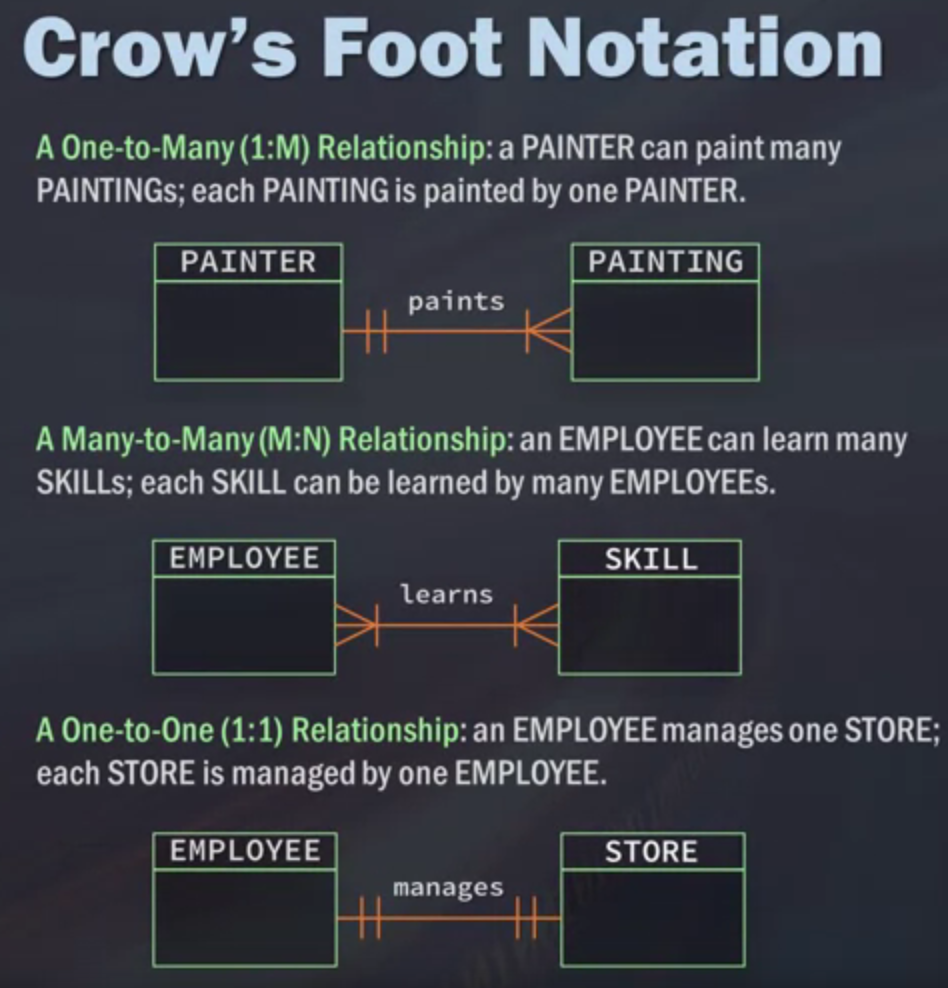 Crow's Foot Notation
A One-to-Many (1:M) Relationship: a PAINTER can paint many
PAINTINGs; each PAINTING is painted by one PAINTER.
PAINTER
PAINTING
paints
A Many-to-Many (M:N) Relationship: an EMPLOYEE can learn many
SKILLs; each SKILL can be learned by many EMPLOYEEs.
EMPLOYEE
SKILL
learns
A One-to-One (1:1) Relationship: an EMPLOYEE manages one STORE;
each STORE is managed by one EMPLOYEE.
EMPLOYEE
STORE
manages